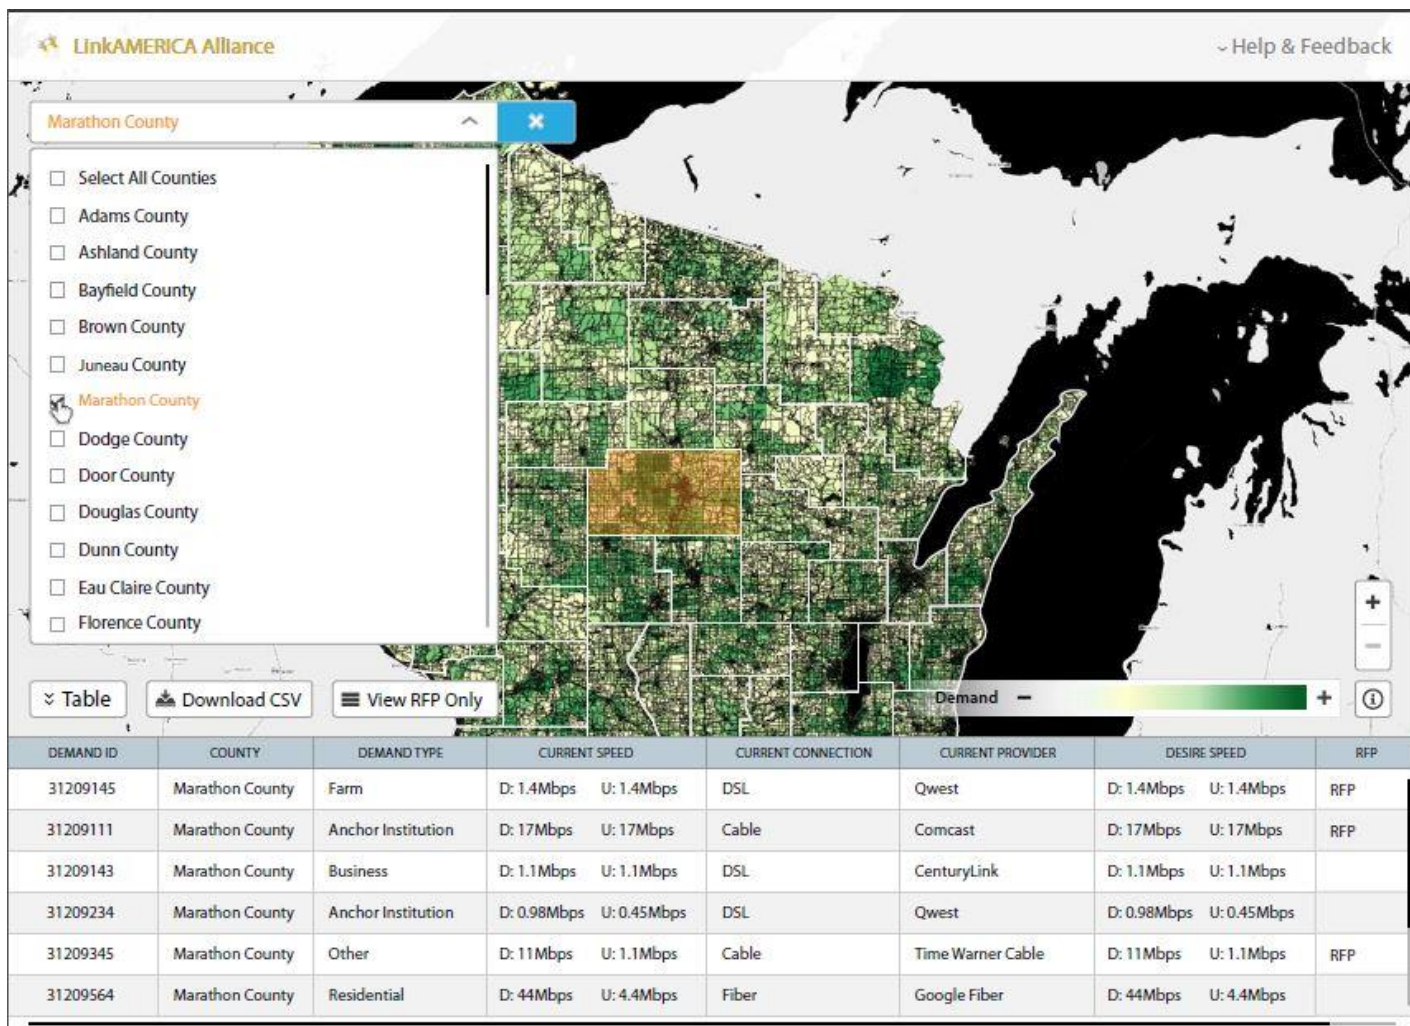 LinkAMERICA Alliance
Help & Feedback
Marathon County
Select All Counties
Adams County
Ashland County
Bayfield County
Brown County
Juneau County
Marathon County
Dodge County
Door County
Douglas County
Dunn County
Eau Claire County
Florence County
Table Download CSV View RFP Only
Demand − +
DEMAND ID COUNTY DEMAND TYPE CURRENT SPEED CURRENT CONNECTION CURRENT PROVIDER DESIRE SPEED RFP
31209145 Marathon County Farm D: 1.4Mbps U: 1.4Mbps DSL Qwest D: 1.4Mbps U: 1.4Mbps RFP
31209111 Marathon County Anchor Institution D: 17Mbps U: 17Mbps Cable Comcast D: 17Mbps U: 17Mbps RFP
31209143 Marathon County Business D: 1.1Mbps U: 1.1Mbps DSL CenturyLink D: 1.1Mbps U: 1.1Mbps
31209234 Marathon County Anchor Institution D: 0.98Mbps U: 0.45Mbps DSL Qwest D: 0.98Mbps U: 0.45Mbps
31209345 Marathon County Other D: 11Mbps U: 1.1Mbps Cable Time Warner Cable D: 11Mbps U: 1.1Mbps RFP
31209564 Marathon County Residential D: 44Mbps U: 4.4Mbps Fiber Google Fiber D: 44Mbps U: 4.4Mbps